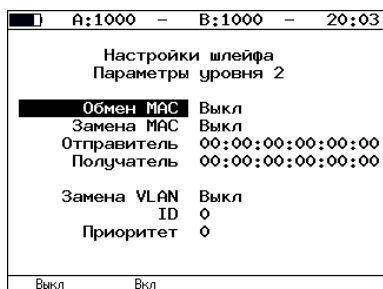 A:1000 – B:1000 – 20:03
Настройки шлейфа
Параметры уровня 2
Обмен MAC Выкл
Замена MAC Выкл
Отправитель 00:00:00:00:00:00
Получатель 00:00:00:00:00:00
Замена VLAN Выкл
ID 0
Приоритет 0
Выкл Вкл